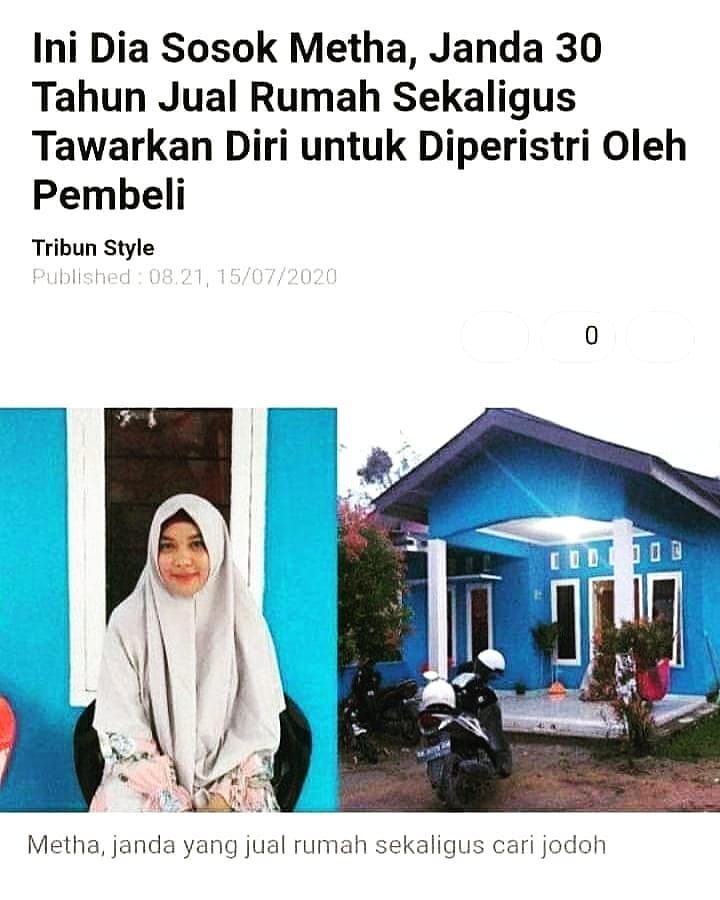 Ini Dia Sosok Metha, Janda 30
Tahun Jual Rumah Sekaligus
Tawarkan Diri untuk Diperistri Oleh
Pembeli
Tribun Style
Published : 08.21, 15/07/2020
0
Metha, janda yang jual rumah sekaligus cari jodoh